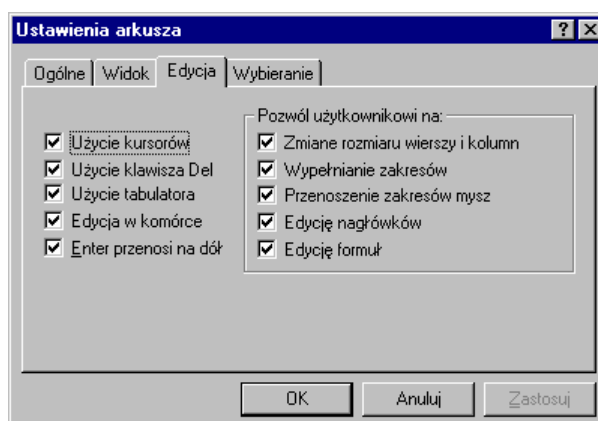 Ustawienia arkusza
Ogólne Widok Edycja Wybieranie
Użycie kursorów
Użycie klawisza Del
Użycie tabulatora
Edycja w komórce
Enter przenosi na dół
Pozwól użytkownikowi na:
Zmiane rozmiaru wierszy i kolumn
Wypełnianie zakresów
Przenoszenie zakresów mysz
Edycję nagłówków
Edycję formuł
OK Anuluj Zastosuj